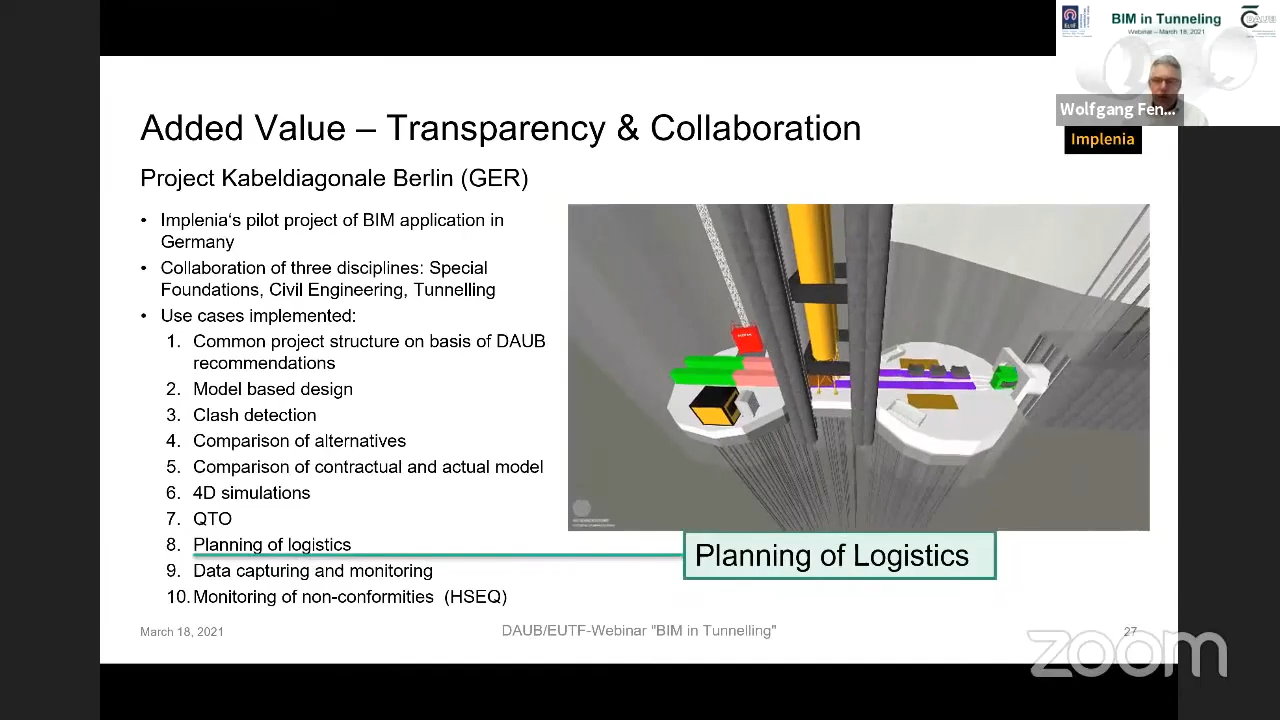 BIM in Tunneling
Webinar – March 18, 2021
DAUB
Wolfgang Fen...
Implenia
Added Value – Transparency & Collaboration
Project Kabeldiagonale Berlin (GER)
• Implenia‘s pilot project of BIM application in
Germany
• Collaboration of three disciplines: Special
Foundations, Civil Engineering, Tunnelling
• Use cases implemented:
1. Common project structure on basis of DAUB
recommendations
2. Model based design
3. Clash detection
4. Comparison of alternatives
5. Comparison of contractual and actual model
6. 4D simulations
7. QTO
8. Planning of logistics
9. Data capturing and monitoring
10. Monitoring of non-conformities (HSEQ)
Planning of Logistics
March 18, 2021
DAUB/EUTF-Webinar "BIM in Tunnelling"
27
zoom